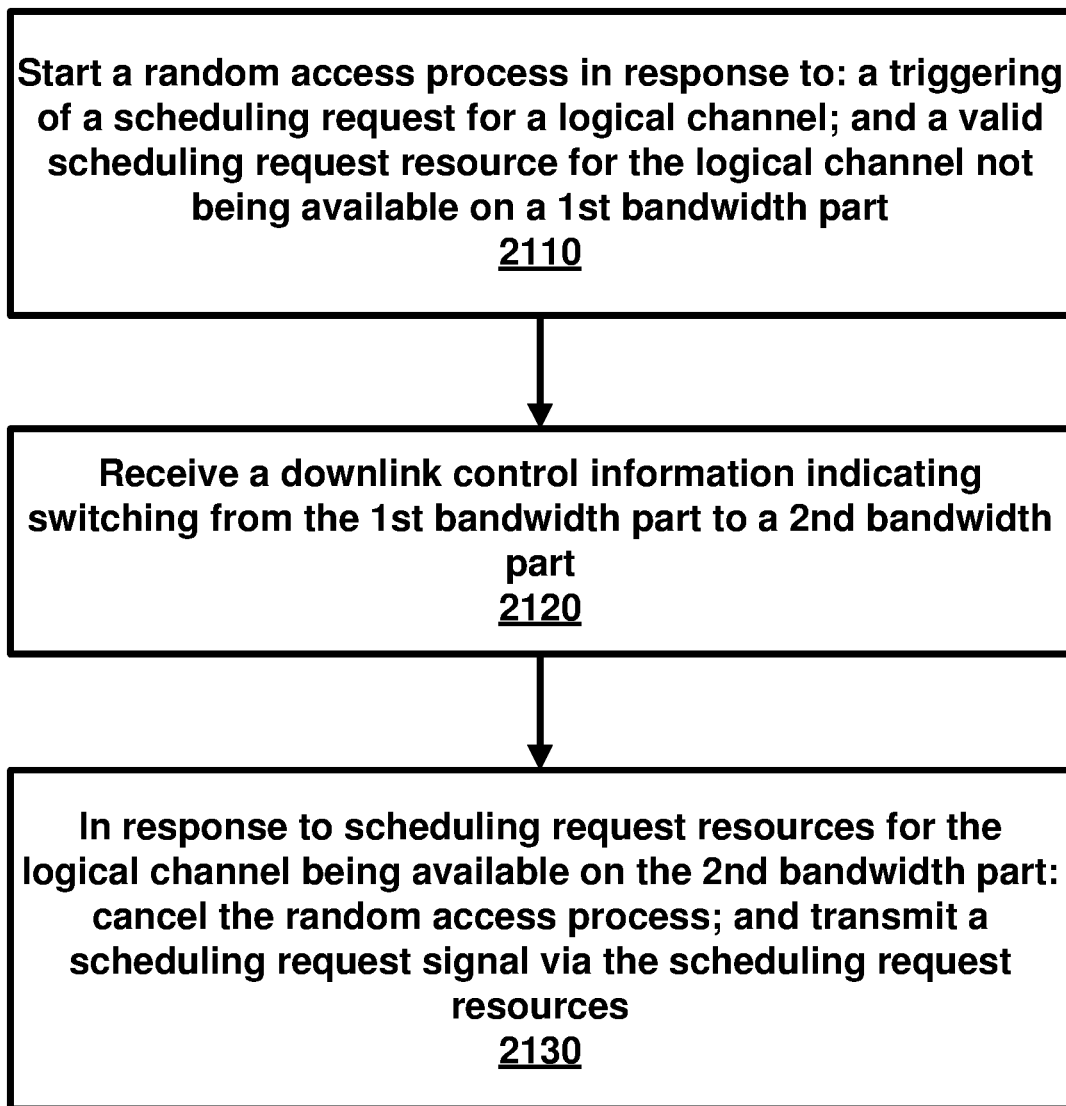 Start a random access process in response to: a triggering
of a scheduling request for a logical channel; and a valid
scheduling request resource for the logical channel not
being available on a 1st bandwidth part
2110
Receive a downlink control information indicating
switching from the 1st bandwidth part to a 2nd bandwidth
part
2120
In response to scheduling request resources for the
logical channel being available on the 2nd bandwidth part:
cancel the random access process; and transmit a
scheduling request signal via the scheduling request
resources
2130